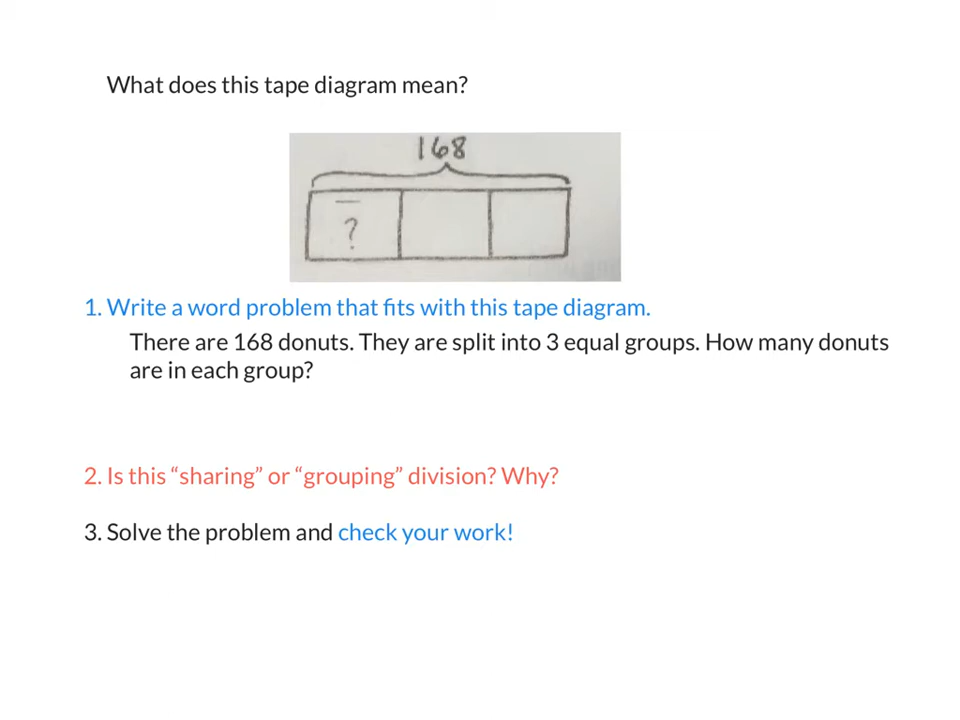 What does this tape diagram mean?
168
?
1. Write a word problem that fits with this tape diagram.
There are 168 donuts. They are split into 3 equal groups. How many donuts
are in each group?
2. Is this “sharing” or “grouping” division? Why?
3. Solve the problem and check your work!